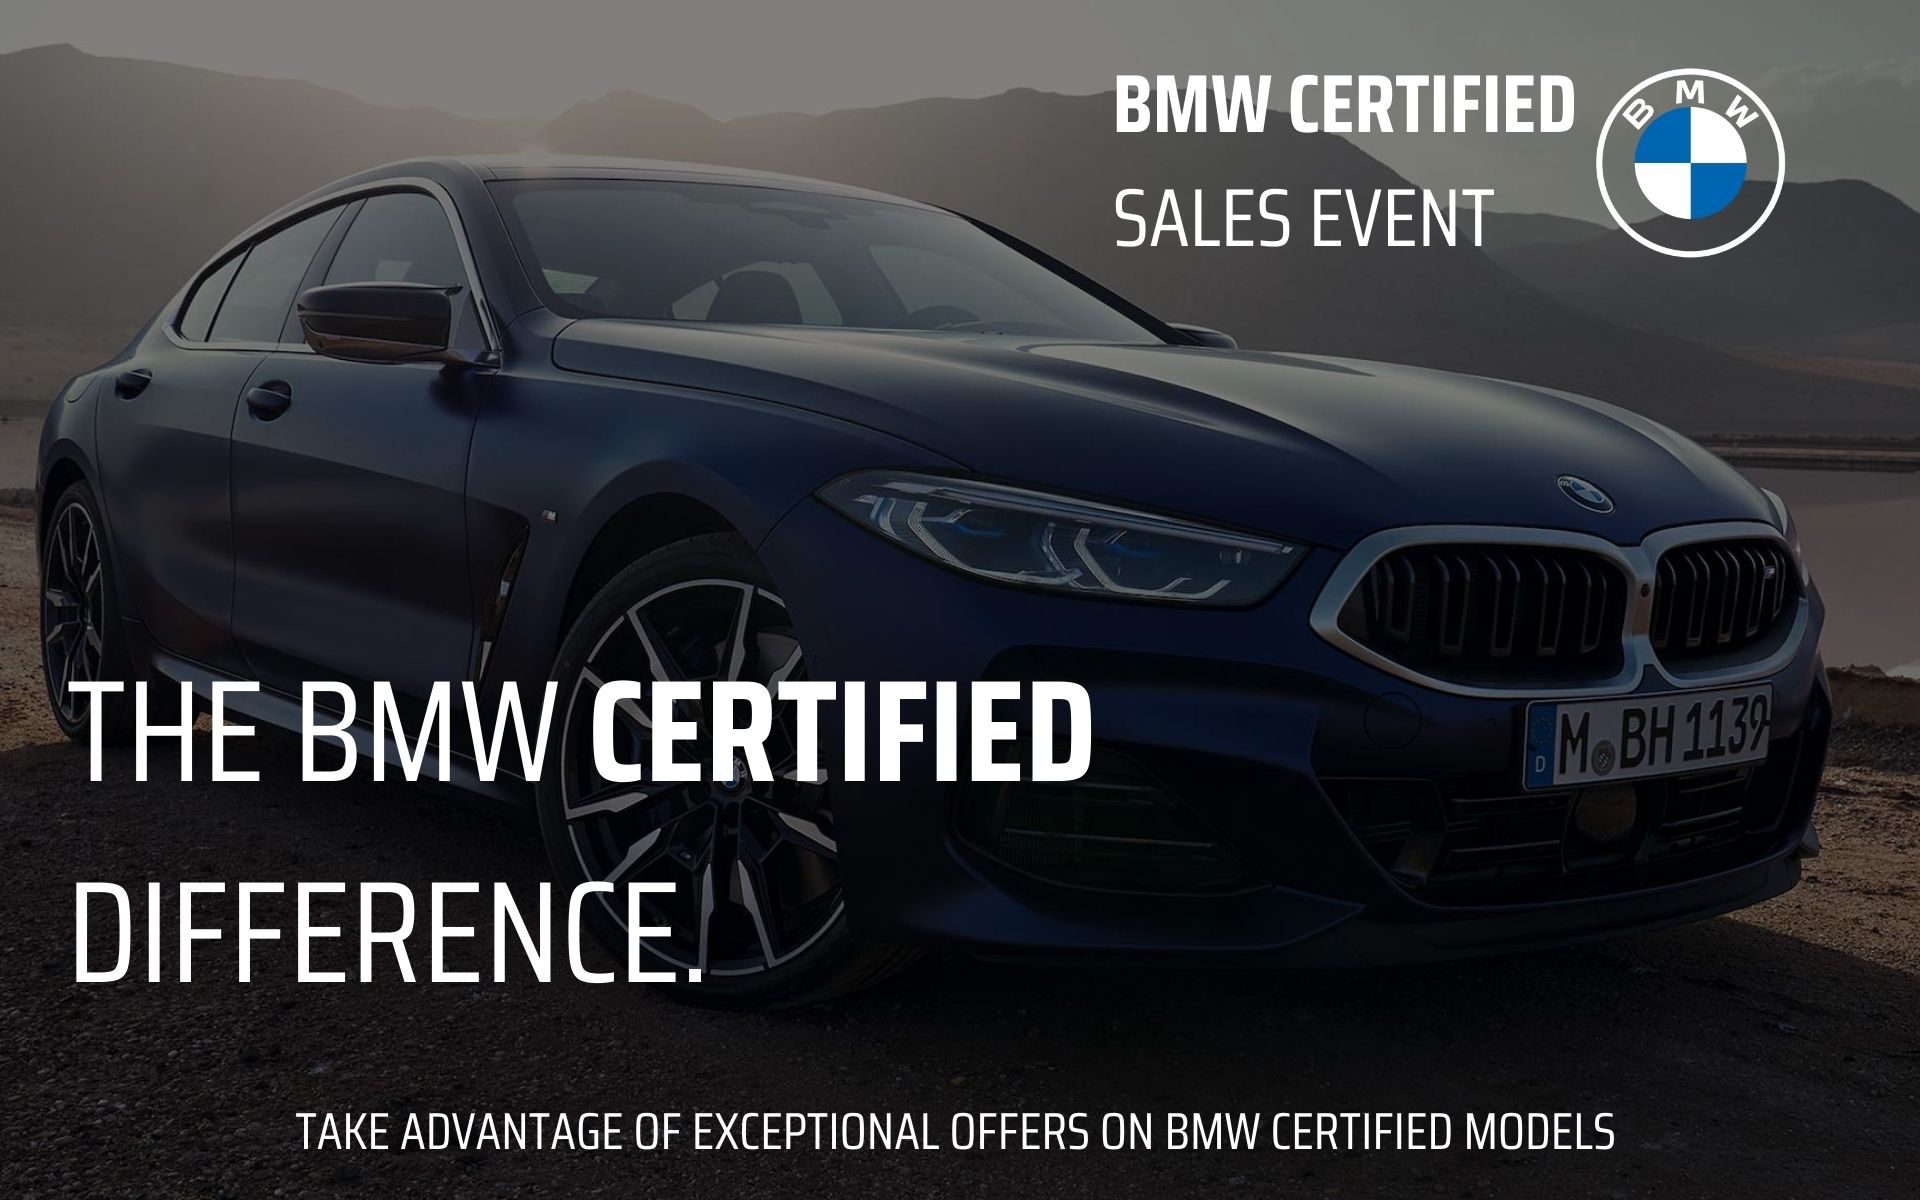 BMW CERTIFIED
SALES EVENT
BMW
THE BMW CERTIFIED
DIFFERENCE.
D M BH 1139
TAKE ADVANTAGE OF EXCEPTIONAL OFFERS ON BMW CERTIFIED MODELS